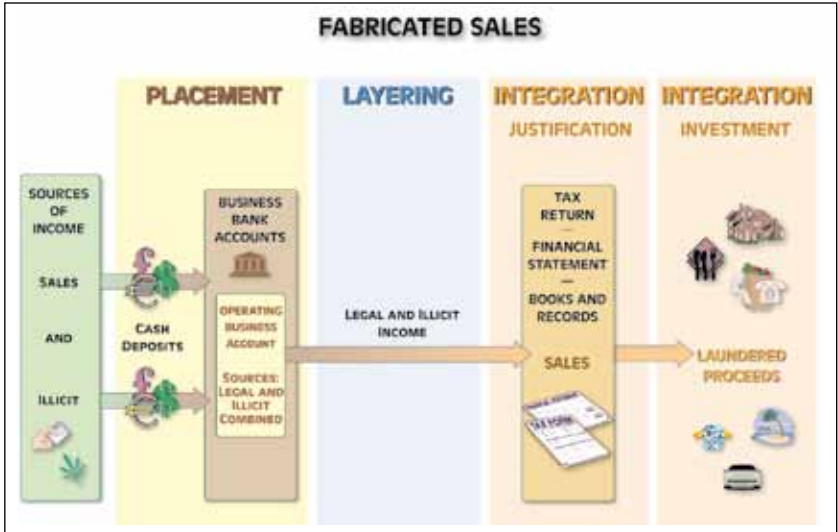 FABRICATED SALES
PLACEMENT
LAYERING
INTEGRATION
JUSTIFICATION
INTEGRATION
INVESTMENT
SOURCES
OF
INCOME
SALES
AND
ILLICIT
CASH
DEPOSITS
BUSINESS
BANK
ACCOUNTS
OPERATING
BUSINESS
ACCOUNT
SOURCES:
LEGAL AND
ILLICIT
COMBINED
LEGAL AND ILLICIT
INCOME
TAX
RETURN
—
FINANCIAL
STATEMENT
—
BOOKS AND
RECORDS
SALES
TAX FORM
LAUNDERED
PROCEEDS